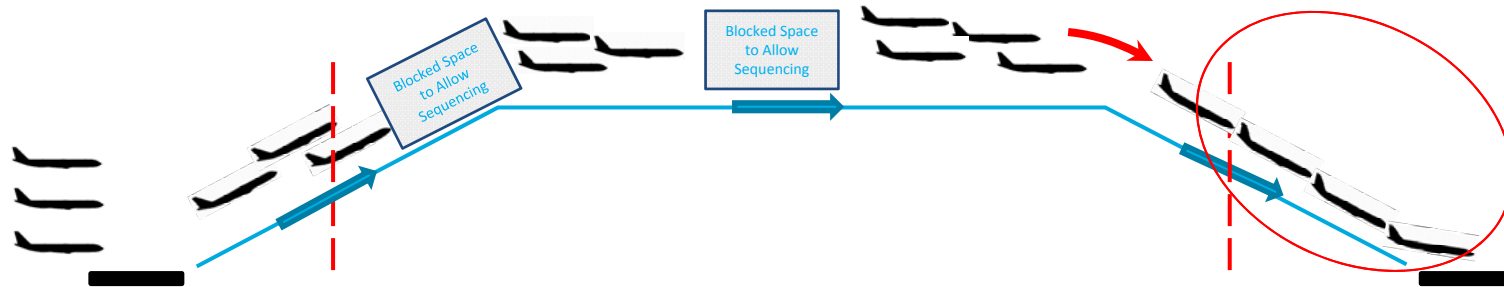 Blocked Space
to Allow
Sequencing
Blocked Space
to Allow
Sequencing